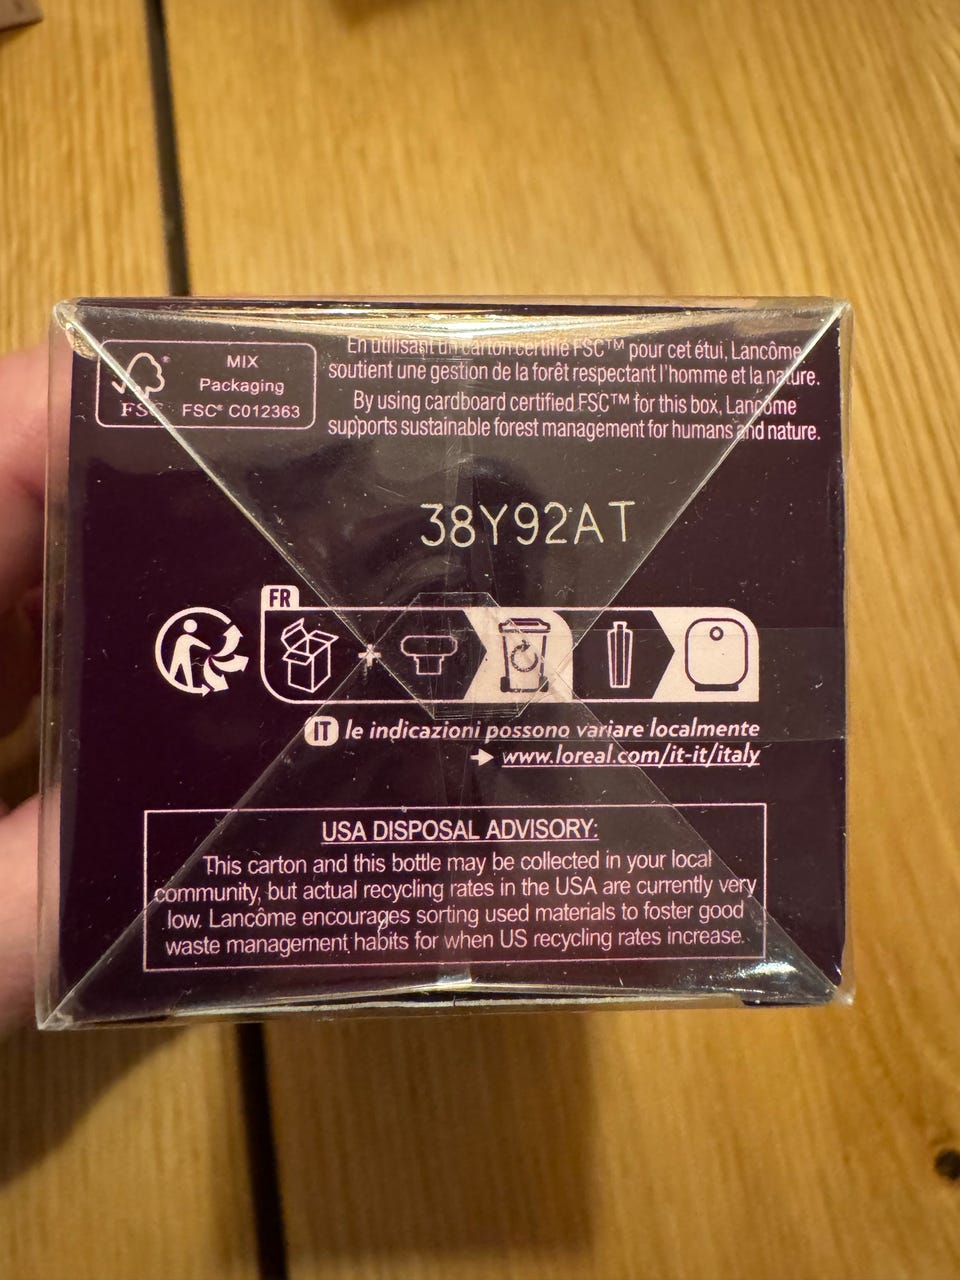 MIX
Packaging
FSC® C012363
FSC
En utilisant un carton certifié FSC™ pour cet étui, Lancôme
soutient une gestion de la forêt respectant l'homme et la nature.
By using cardboard certified FSC™ for this box, Lancôme
supports sustainable forest management for humans and nature.
38Y92AT
FR
IT le indicazioni possono variare localmente
www.loreal.com/it-it/italy
USA DISPOSAL ADVISORY:
This carton and this bottle may be collected in your local
community, but actual recycling rates in the USA are currently very
low. Lancôme encourages sorting used materials to foster good
waste management habits for when US recycling rates increase.